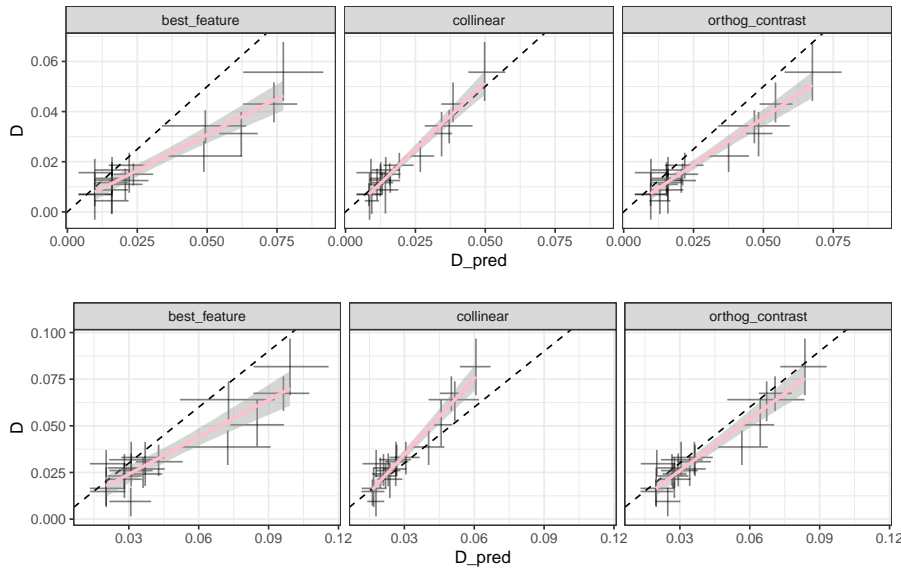 best_feature collinear orthog_contrast
0.06
0.04
0.02
0.00
D
0.000 0.025 0.050 0.075 0.000 0.025 0.050 0.075 0.000 0.025 0.050 0.075
D_pred
best_feature collinear orthog_contrast
0.100
0.075
0.050
0.025
0.000
D
0.03 0.06 0.09 0.12 0.03 0.06 0.09 0.12 0.03 0.06 0.09 0.12
D_pred